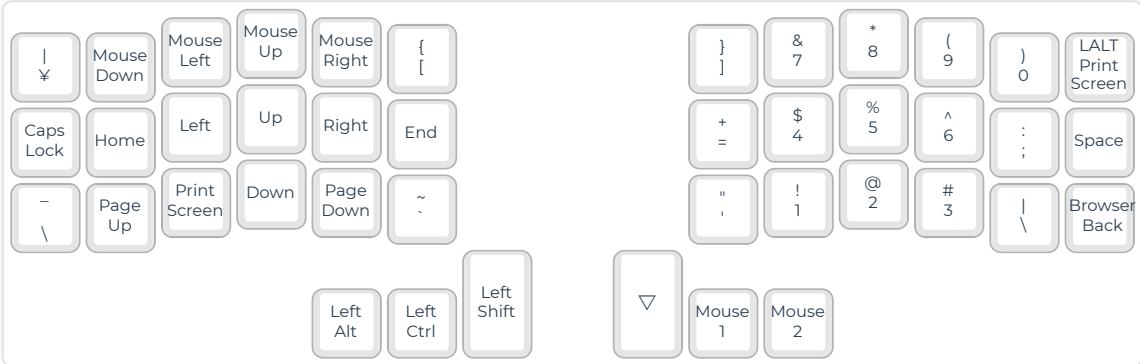 |
¥
Mouse
Down
Mouse
Left
Mouse
Up
Mouse
Right
{
[
}
]
&
7
*
8
(
9
)
0
LALT
Print
Screen
Caps
Lock
Home
Left
Up
Right
End
+
=
$
4
%
5
^
6
:
;
Space
_
\
Page
Up
Print
Screen
Down
Page
Down
~
`
"
'
!
1
@
2
#
3
|
\
Browser
Back
Left
Alt
Left
Ctrl
Left
Shift
▽
Mouse
1
Mouse
2